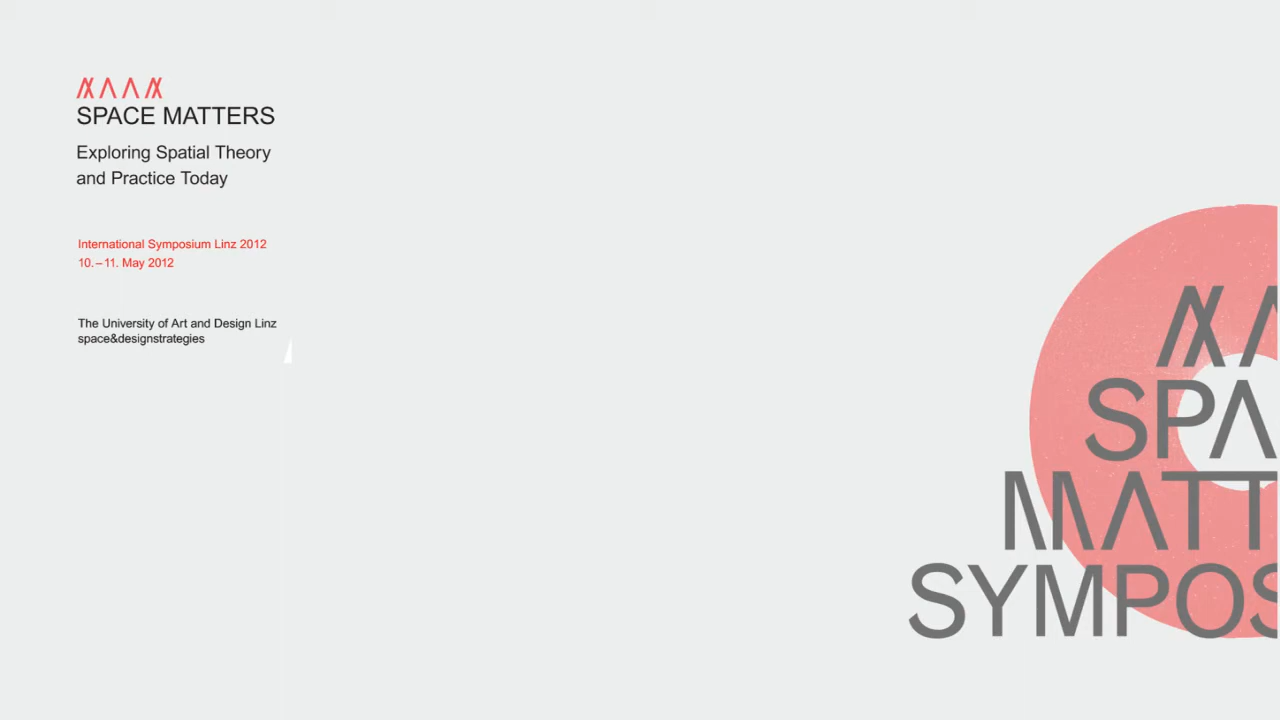 SPACE MATTERS
Exploring Spatial Theory
and Practice Today
International Symposium Linz 2012
10. – 11. May 2012
The University of Art and Design Linz
space&designstrategies
SPA
MATT
SYMPOS